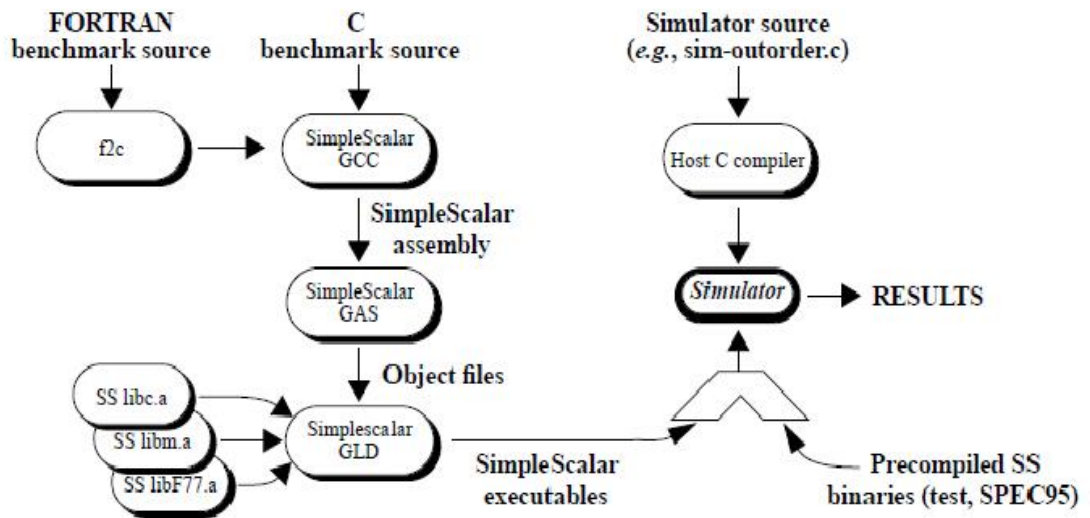 FORTRAN
benchmark source
C
benchmark source
Simulator source
(e.g., sim-outorder.c)
f2c
SimpleScalar
GCC
Host C compiler
SimpleScalar
assembly
SimpleScalar
GAS
Simulator
RESULTS
Object files
SS libc.a
SS libm.a
SS libF77.a
Simplescalar
GLD
SimpleScalar
executables
Precompiled SS
binaries (test, SPEC95)